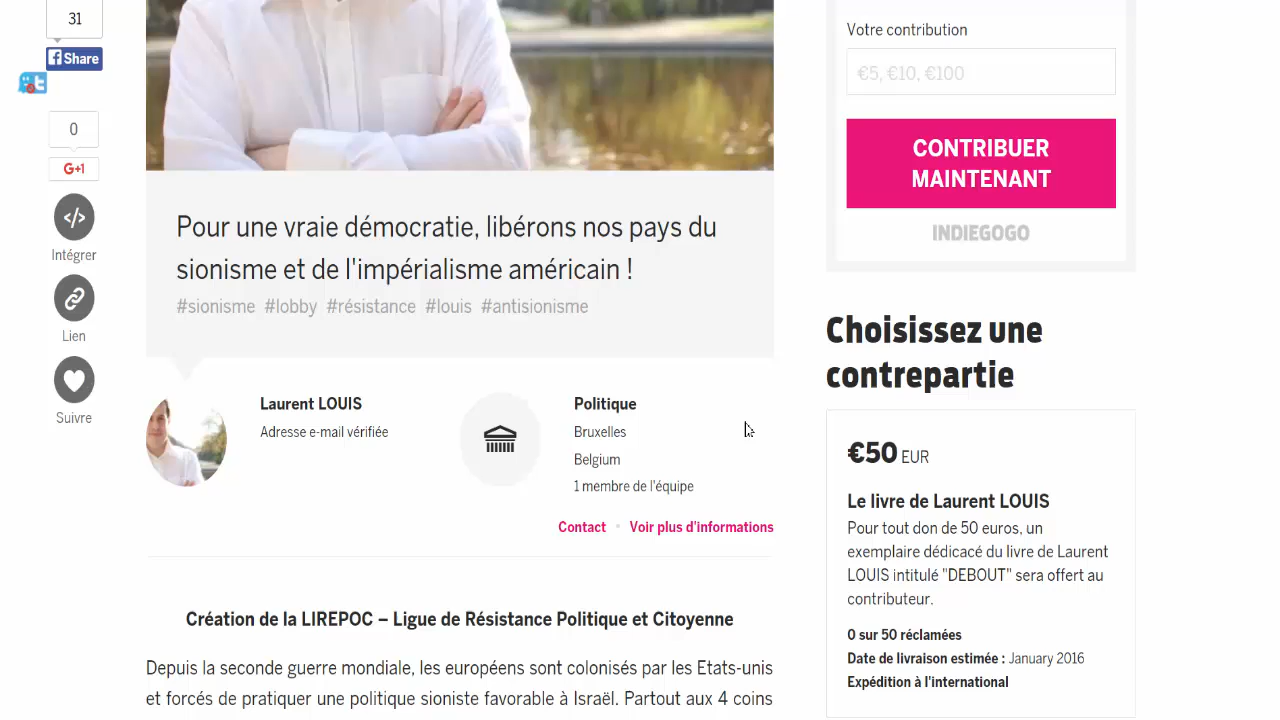 31
Share
0
G+1
</>
Intégrer
Lien
Suivre
Pour une vraie démocratie, libérons nos pays du
sionisme et de l'impérialisme américain !
#sionisme #lobby #résistance #louis #antisionisme
Laurent LOUIS
Adresse e-mail vérifiée
Politique
Bruxelles
Belgium
1 membre de l'équipe
Contact • Voir plus d'informations
Création de la LIREPOC – Ligue de Résistance Politique et Citoyenne
Depuis la seconde guerre mondiale, les européens sont colonisés par les Etats-unis
et forcés de pratiquer une politique sioniste favorable à Israël. Partout aux 4 coins
Votre contribution
€5, €10, €100
CONTRIBUER
MAINTENANT
INDIEGOGO
Choisissez une
contrepartie
€50 EUR
Le livre de Laurent LOUIS
Pour tout don de 50 euros, un
exemplaire dédicacé du livre de Laurent
LOUIS intitulé "DEBOUT" sera offert au
contributeur.
0 sur 50 réclamées
Date de livraison estimée : January 2016
Expédition à l'international